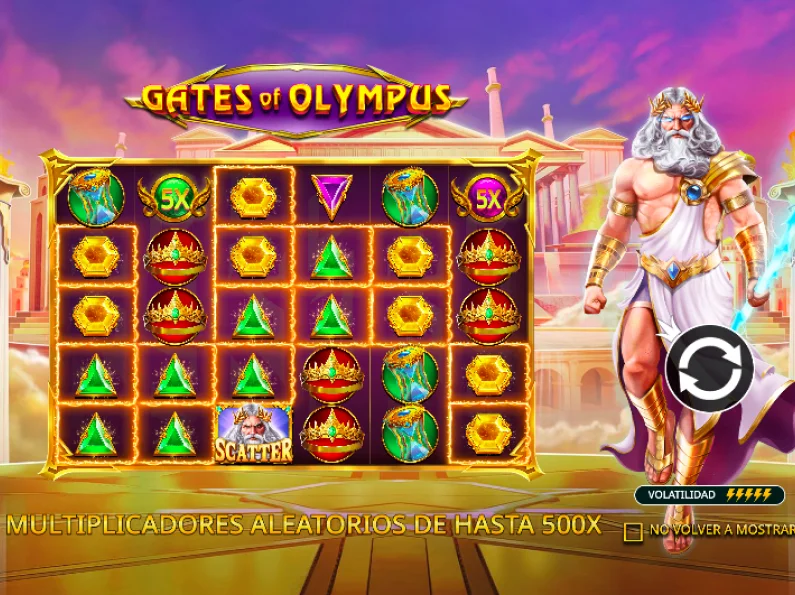 GATES OF OLYMPUS
5X
5X
SCATTER
VOLATILIDAD
MULTIPLICADORES ALEATORIOS DE HASTA 500X
NO VOLVER A MOSTRAR